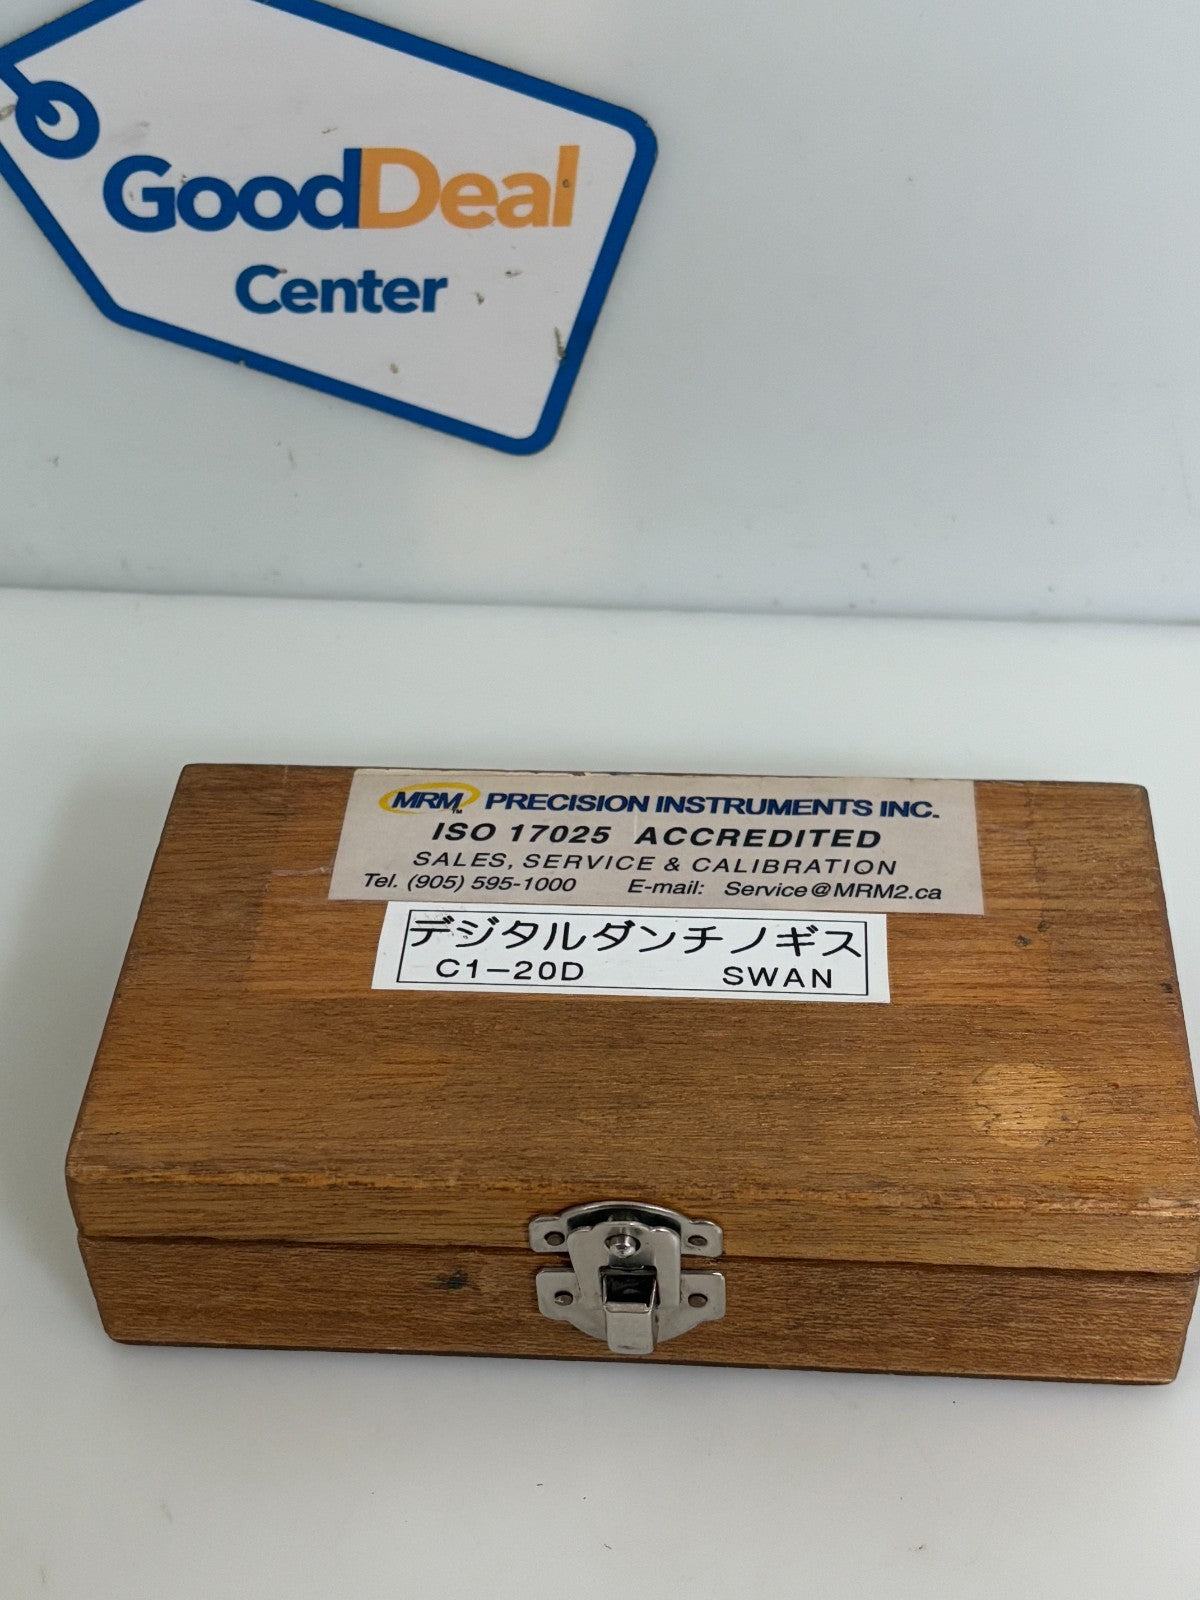 GoodDeal
Center
MRM™ PRECISION INSTRUMENTS INC.
ISO 17025 ACCREDITED
SALES, SERVICE & CALIBRATION
Tel. (905) 595-1000 E-mail: Service@MRM2.ca
デジタルダンチノギス
C1-20D SWAN